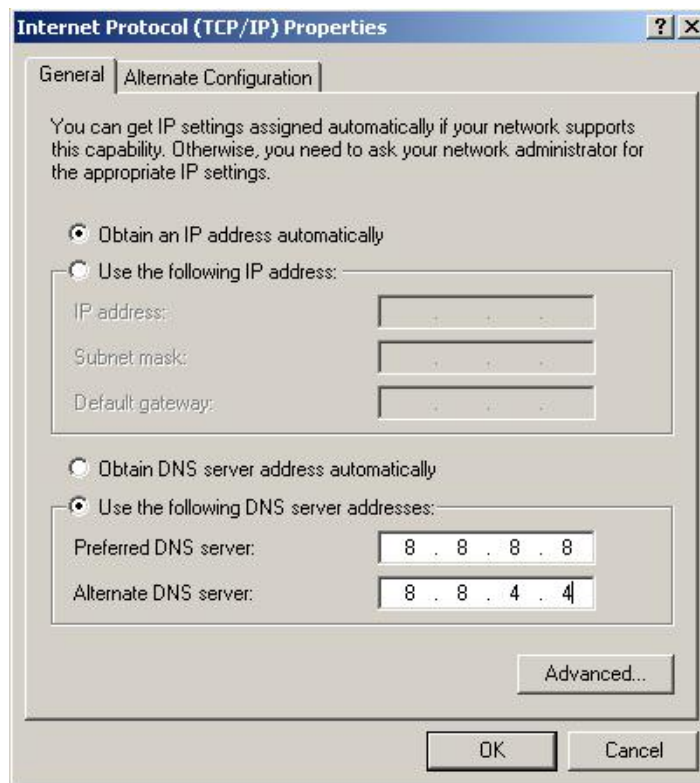 Internet Protocol (TCP/IP) Properties
General
Alternate Configuration
You can get IP settings assigned automatically if your network supports
this capability. Otherwise, you need to ask your network administrator for
the appropriate IP settings.
Obtain an IP address automatically
Use the following IP address:
IP address:
Subnet mask:
Default gateway:
Obtain DNS server address automatically
Use the following DNS server addresses:
Preferred DNS server: 8 . 8 . 8 . 8
Alternate DNS server: 8 . 8 . 4 . 4
Advanced...
OK
Cancel